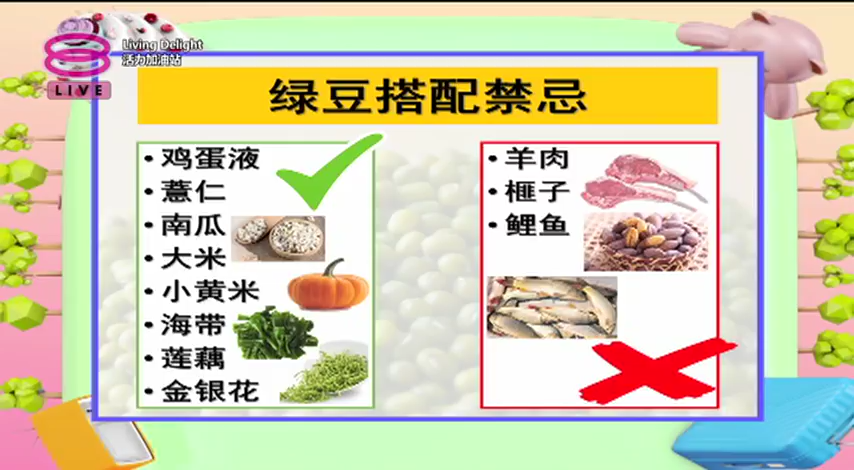 Living Delight
活力加油站
LIVE
绿豆搭配禁忌
• 鸡蛋液
• 薏仁
• 南瓜
• 大米
• 小黄米
• 海带
• 莲藕
• 金银花
• 羊肉
• 榧子
• 鲤鱼